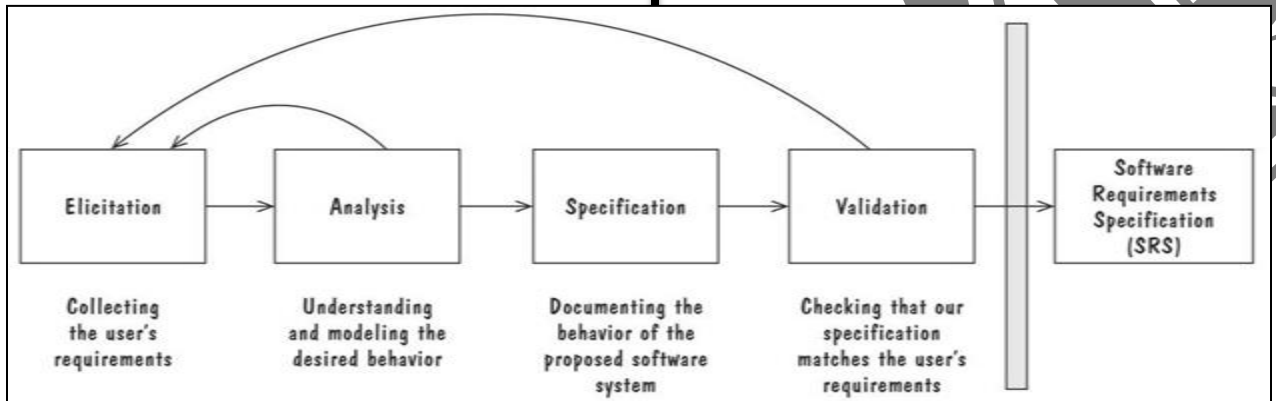 Elicitation
Analysis
Specification
Validation
Software
Requirements
Specification
(SRS)
Collecting
the user's
requirements
Understanding
and modeling the
desired behavior
Documenting the
behavior of the
proposed software
system
Checking that our
specification
matches the user's
requirements